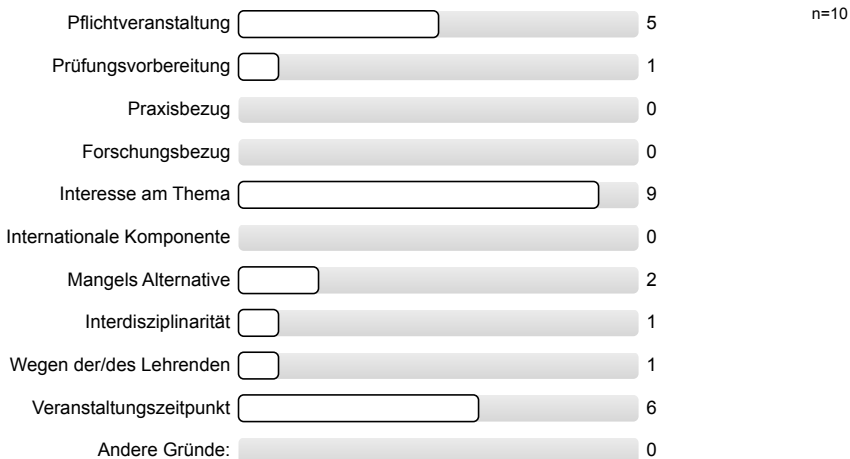 Pflichtveranstaltung 5 n=10
Prüfungsvorbereitung 1
Praxisbezug 0
Forschungsbezug 0
Interesse am Thema 9
Internationale Komponente 0
Mangels Alternative 2
Interdisziplinarität 1
Wegen der/des Lehrenden 1
Veranstaltungszeitpunkt 6
Andere Gründe: 0